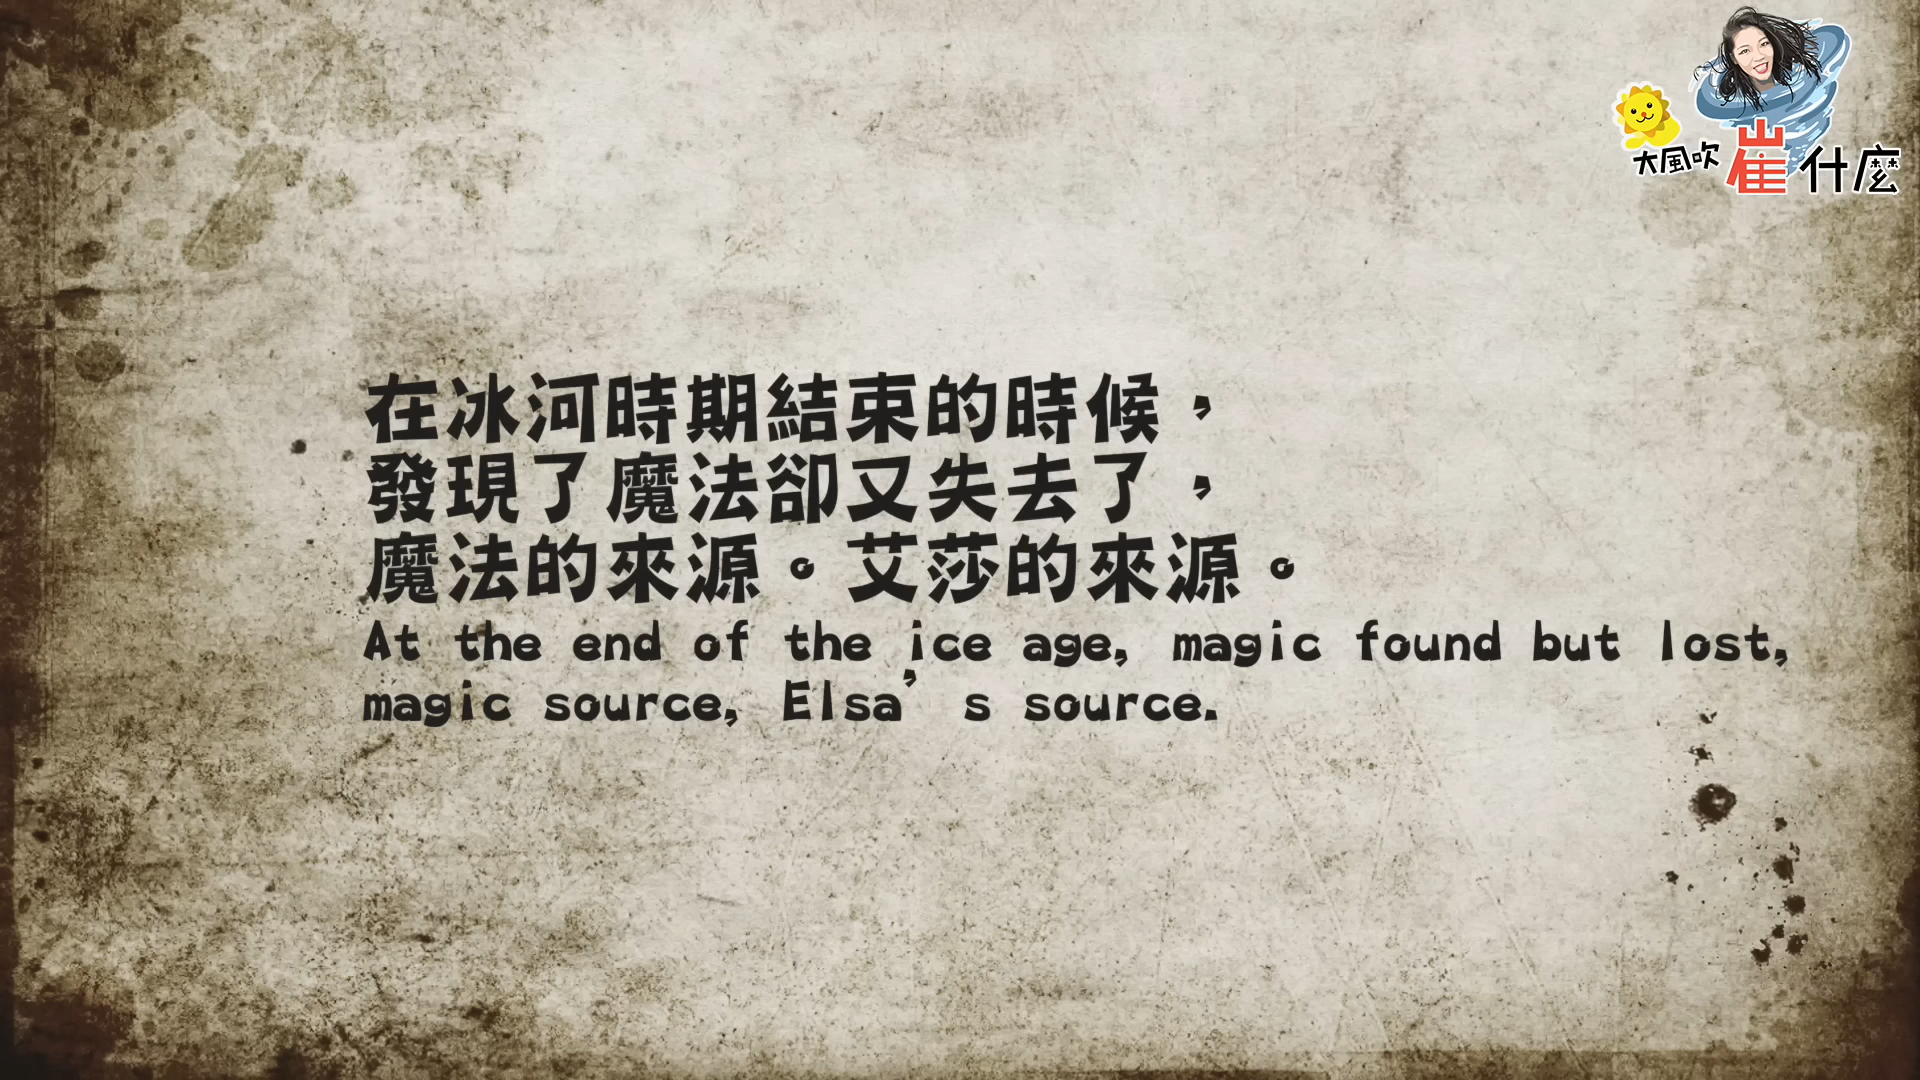 大風吹崔什麼
在冰河時期結束的時候，
發現了魔法卻又失去了，
魔法的來源。艾莎的來源。
At the end of the ice age, magic found but lost,
magic source, Elsa’s source.